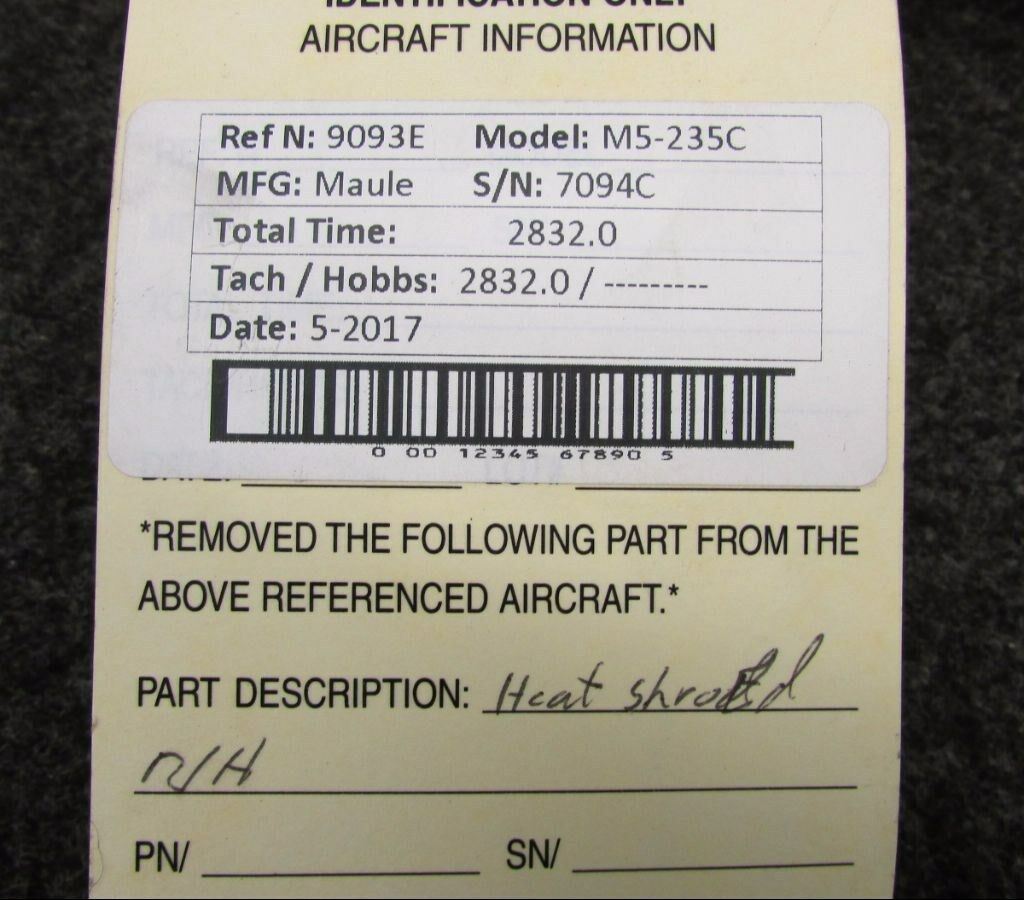 IDENTIFICATION ONLY
AIRCRAFT INFORMATION
Ref N: 9093E Model: M5-235C
MFG: Maule S/N: 7094C
Total Time: 2832.0
Tach / Hobbs: 2832.0 / ---------
Date: 5-2017
0 00 12345 67890 5
*REMOVED THE FOLLOWING PART FROM THE
ABOVE REFERENCED AIRCRAFT.*
PART DESCRIPTION: Heat
R/H
PN/ SN/